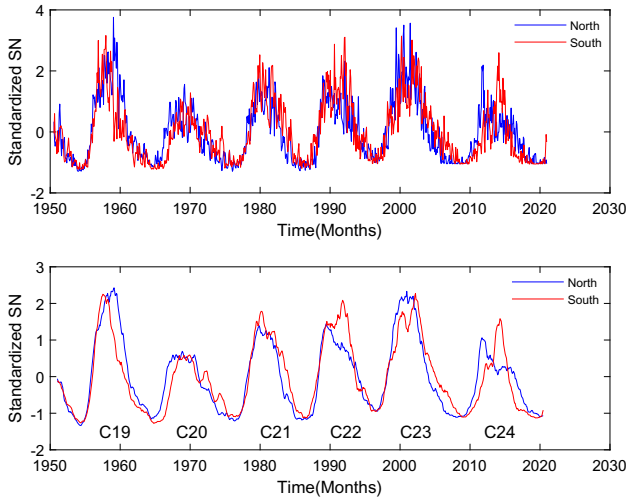 4
2
0
-2
Standardized SN
North
South
1950 1960 1970 1980 1990 2000 2010 2020 2030
Time(Months)
3
2
1
0
-1
-2
Standardized SN
North
South
C19 C20 C21 C22 C23 C24
1950 1960 1970 1980 1990 2000 2010 2020 2030
Time(Months)